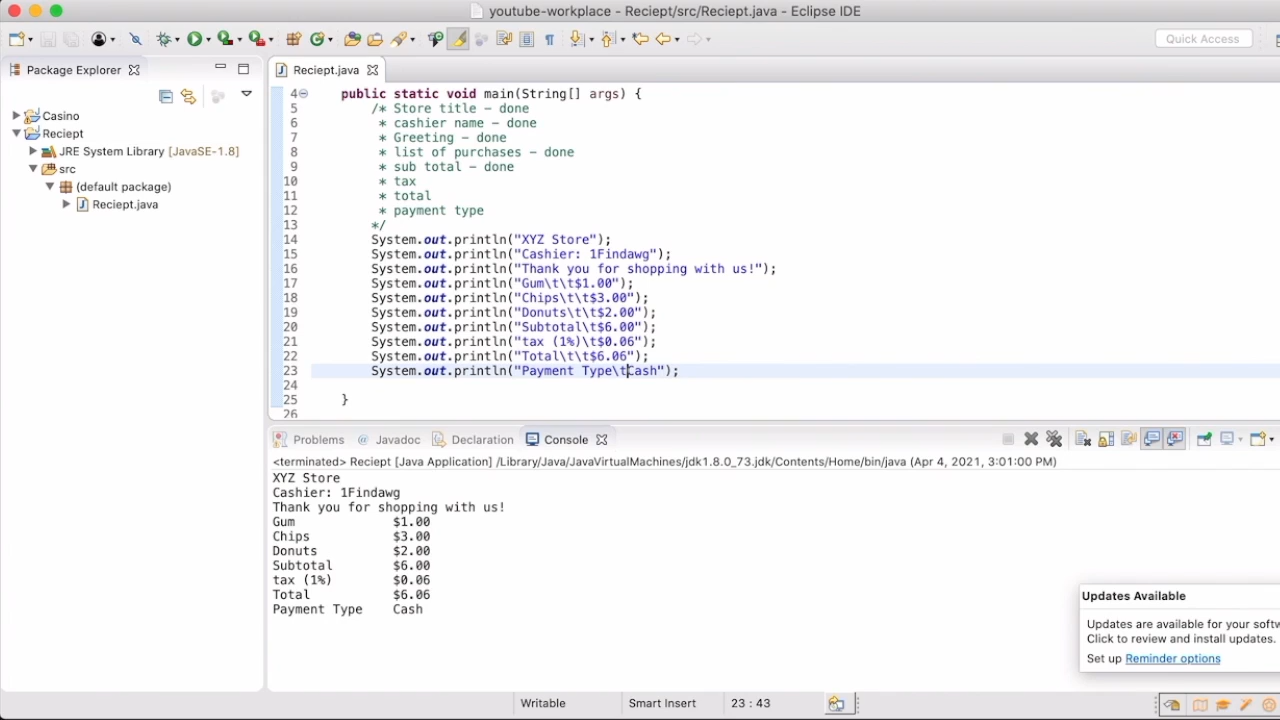 youtube-workplace - Reciept/src/Reciept.java - Eclipse IDE
Quick Access
Package Explorer
Reciept.java
Casino
Reciept
JRE System Library [JavaSE-1.8]
src
(default package)
Reciept.java
4 public static void main(String[] args) {
5 /* Store title - done
6 * cashier name - done
7 * Greeting - done
8 * list of purchases - done
9 * sub total - done
10 * tax
11 * total
12 * payment type
13 */
14 System.out.println("XYZ Store");
15 System.out.println("Cashier: 1Findawg");
16 System.out.println("Thank you for shopping with us!");
17 System.out.println("Gum\t\t$1.00");
18 System.out.println("Chips\t\t$3.00");
19 System.out.println("Donuts\t\t$2.00");
20 System.out.println("Subtotal\t$6.00");
21 System.out.println("tax (1%)\t$0.06");
22 System.out.println("Total\t\t$6.06");
23 System.out.println("Payment Type\tCash");
24
25 }
26
Problems @ Javadoc Declaration Console
<terminated> Reciept [Java Application] /Library/Java/JavaVirtualMachines/jdk1.8.0_73.jdk/Contents/Home/bin/java (Apr 4, 2021, 3:01:00 PM)
XYZ Store
Cashier: 1Findawg
Thank you for shopping with us!
Gum $1.00
Chips $3.00
Donuts $2.00
Subtotal $6.00
tax (1%) $0.06
Total $6.06
Payment Type Cash
Updates Available
Updates are available for your softw
Click to review and install updates.
Set up Reminder options
Writable Smart Insert 23 : 43